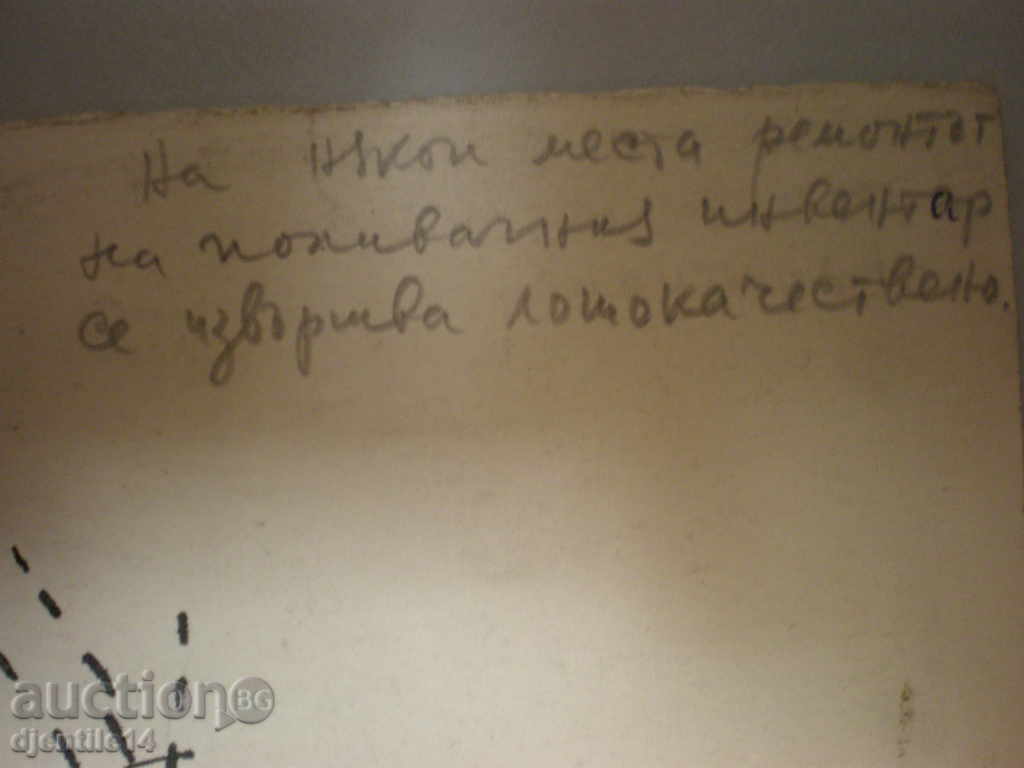 На някои места ремонтът
на поливачния инвентар
се извършва лошокачествено.
auction BG
djentile14